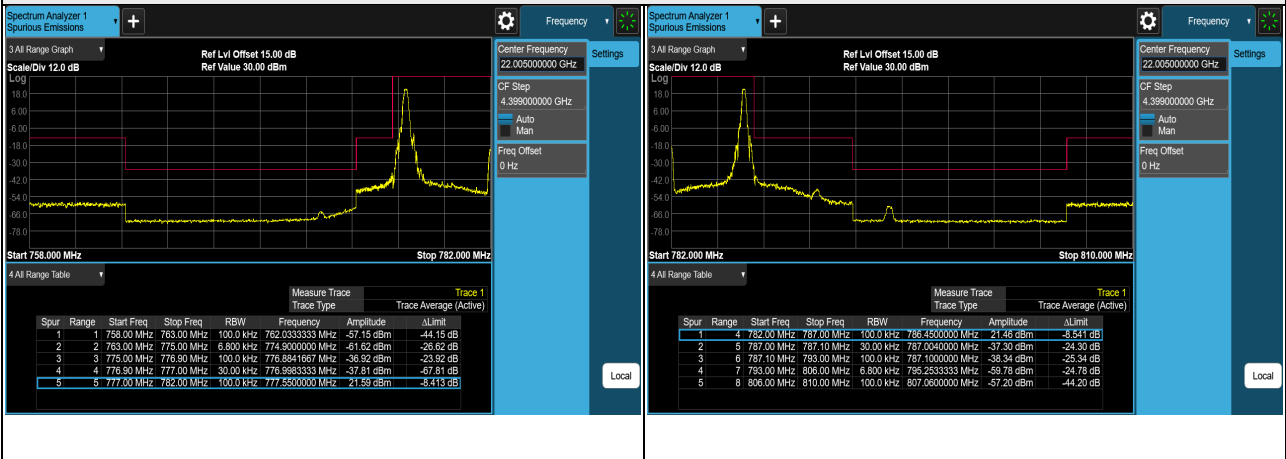 Spectrum Analyzer 1
Spurious Emissions
Frequency
3 All Range Graph
Ref Lvl Offset 15.00 dB
Scale/Div 12.0 dB
Ref Value 30.00 dBm
Log
18.0
6.00
-6.00
-18.0
-30.0
-42.0
-54.0
-66.0
-78.0
Start 758.000 MHz
Stop 782.000 MHz
4 All Range Table
Measure Trace Trace 1
Trace Type Trace Average (Active)
Spur Range Start Freq Stop Freq RBW Frequency Amplitude ∆Limit
1 1 758.00 MHz 763.00 MHz 100.0 kHz 762.0333333 MHz -57.15 dBm -44.15 dB
2 2 763.00 MHz 775.00 MHz 6.800 kHz 774.9000000 MHz -61.62 dBm -26.62 dB
3 3 775.00 MHz 776.90 MHz 100.0 kHz 776.8841667 MHz -36.92 dBm -23.92 dB
4 4 776.90 MHz 777.00 MHz 30.00 kHz 776.9983333 MHz -37.81 dBm -67.81 dB
5 5 777.00 MHz 782.00 MHz 100.0 kHz 777.5500000 MHz 21.59 dBm -8.413 dB
Center Frequency
22.005000000 GHz
Settings
CF Step
4.399000000 GHz
Auto
Man
Freq Offset
0 Hz
Local
Spectrum Analyzer 1
Spurious Emissions
Frequency
3 All Range Graph
Ref Lvl Offset 15.00 dB
Scale/Div 12.0 dB
Ref Value 30.00 dBm
Log
18.0
6.00
-6.00
-18.0
-30.0
-42.0
-54.0
-66.0
-78.0
Start 782.000 MHz
Stop 810.000 MHz
4 All Range Table
Measure Trace Trace 1
Trace Type Trace Average (Active)
Spur Range Start Freq Stop Freq RBW Frequency Amplitude ∆Limit
1 4 782.00 MHz 787.00 MHz 100.0 kHz 786.4500000 MHz 21.46 dBm -8.541 dB
2 5 787.00 MHz 787.10 MHz 30.00 kHz 787.0040000 MHz -37.30 dBm -24.30 dB
3 6 787.10 MHz 793.00 MHz 100.0 kHz 787.1000000 MHz -38.34 dBm -25.34 dB
4 7 793.00 MHz 806.00 MHz 6.800 kHz 795.2533333 MHz -59.78 dBm -24.78 dB
5 8 806.00 MHz 810.00 MHz 100.0 kHz 807.0600000 MHz -57.20 dBm -44.20 dB
Center Frequency
22.005000000 GHz
Settings
CF Step
4.399000000 GHz
Auto
Man
Freq Offset
0 Hz
Local